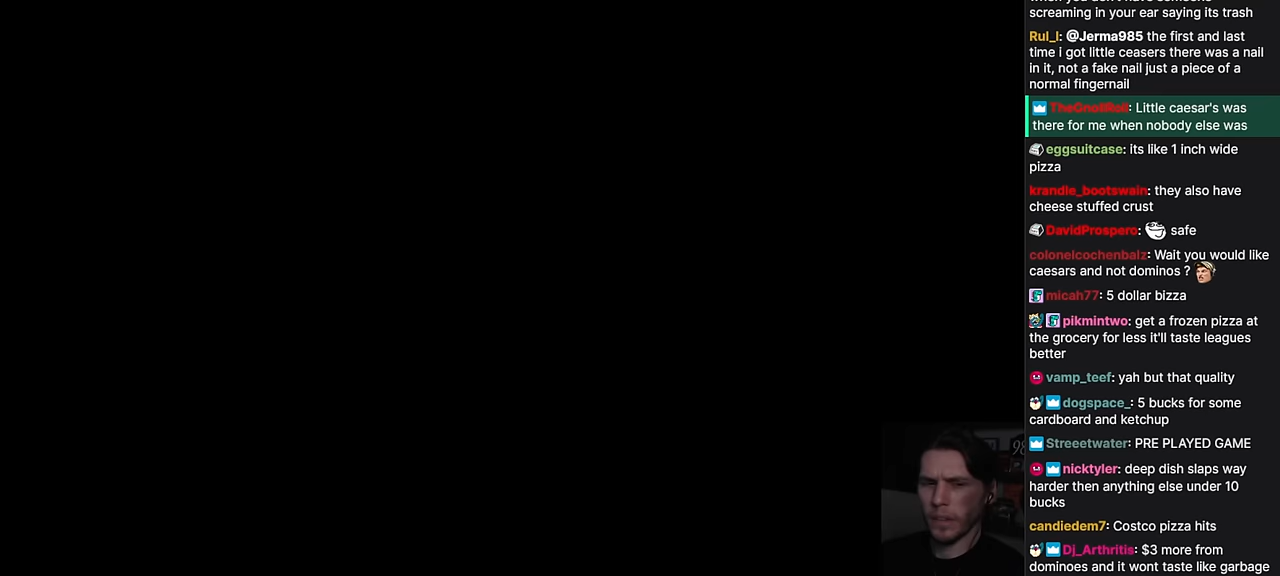 screaming in your ear saying its trash
Rul_l: @Jerma985 the first and last
time i got little ceasers there was a nail
in it, not a fake nail just a piece of a
normal fingernail
TheGnollRoll: Little caesar's was
there for me when nobody else was
eggsuitcase: its like 1 inch wide
pizza
krandle_bootswain: they also have
cheese stuffed crust
DavidProspero: safe
colonelcochenbalz: Wait you would like
caesars and not dominos ?
micah77: 5 dollar bizza
pikmintwo: get a frozen pizza at
the grocery for less it'll taste leagues
better
vamp_teef: yah but that quality
dogspace_: 5 bucks for some
cardboard and ketchup
Streeetwater: PRE PLAYED GAME
nicktyler: deep dish slaps way
harder then anything else under 10
bucks
candiedem7: Costco pizza hits
Dj_Arthritis: $3 more from
dominoes and it wont taste like garbage